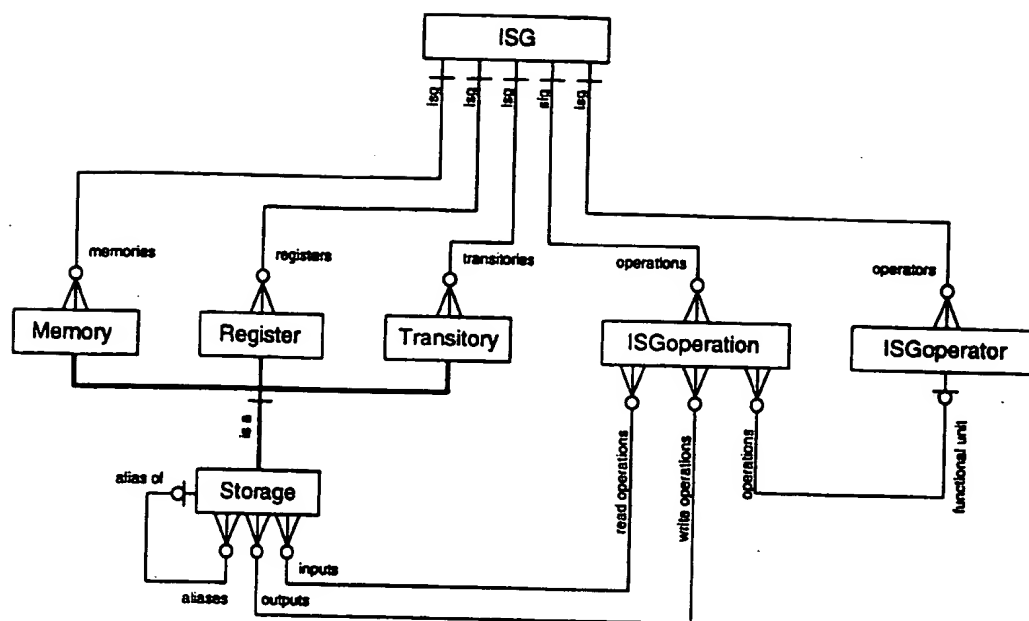 ISG
isg
isg
isg
sig
isg
memories
registers
transitories
operations
operators
Memory
Register
Transitory
ISGoperation
ISGoperator
is a
alias of
Storage
read operations
write operations
operations
functional unit
inputs
aliases
outputs